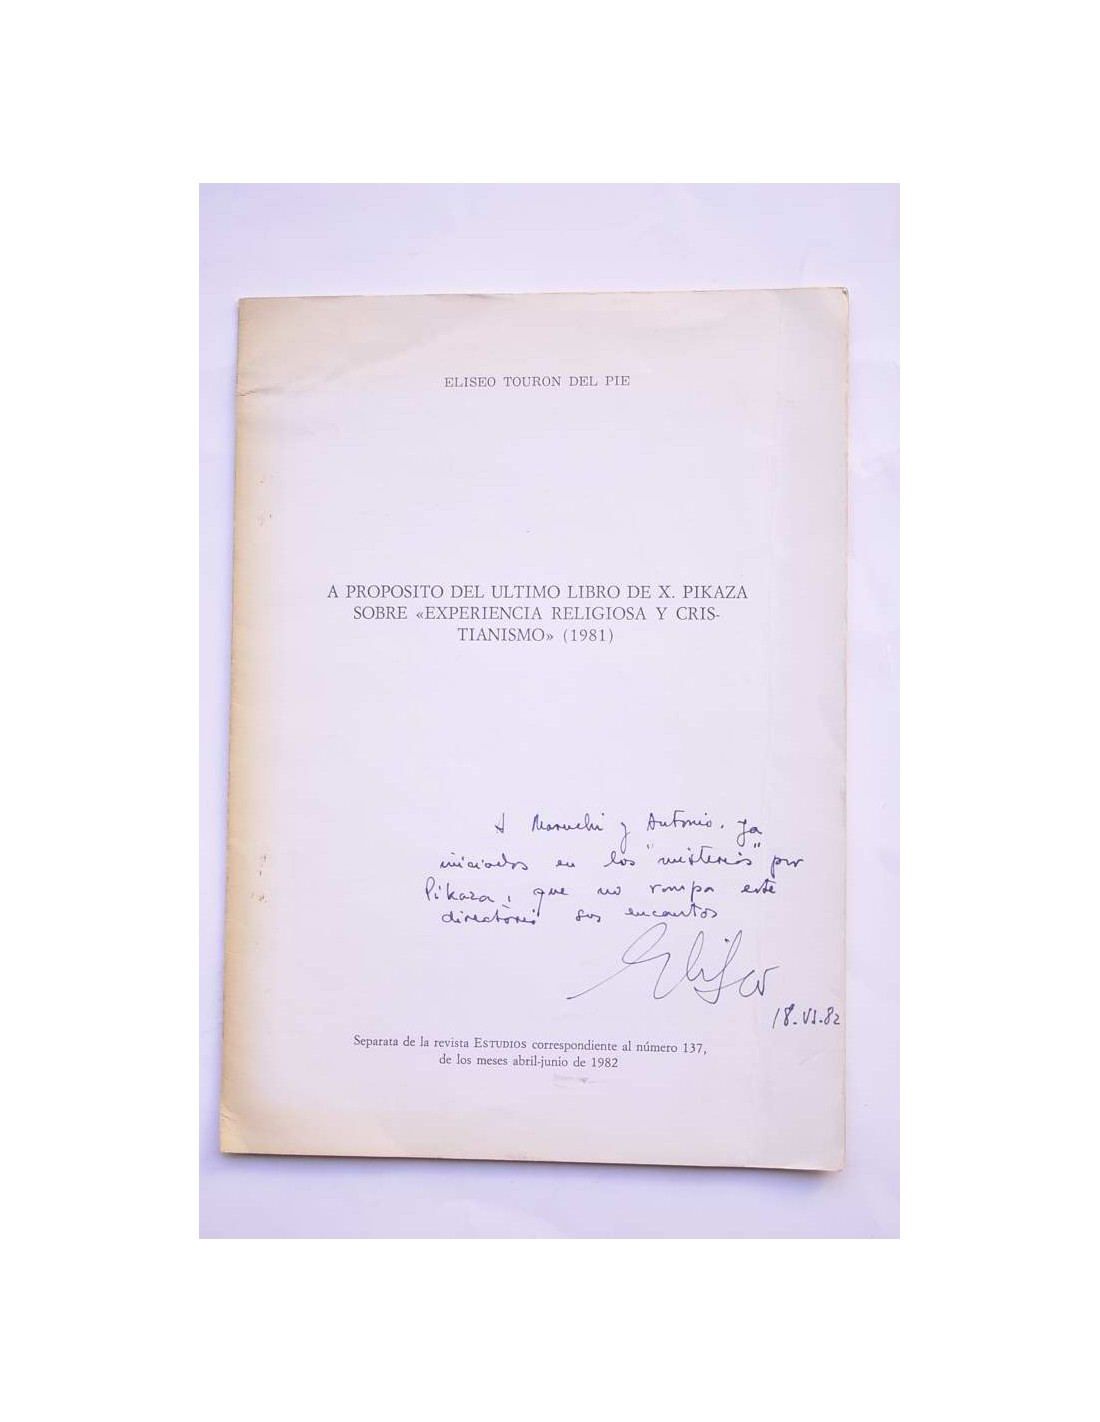 ELISEO TOURON DEL PIE
A PROPOSITO DEL ULTIMO LIBRO DE X. PIKAZA
SOBRE «EXPERIENCIA RELIGIOSA Y CRIS-
TIANISMO» (1981)
A Maruchi y Antonio, ya
iniciados en los "misterios" por
Pikaza, que no rompa este
directorio sus encantos
Eliseo
18-VI-82
Separata de la revista ESTUDIOS correspondiente al número 137,
de los meses abril-junio de 1982